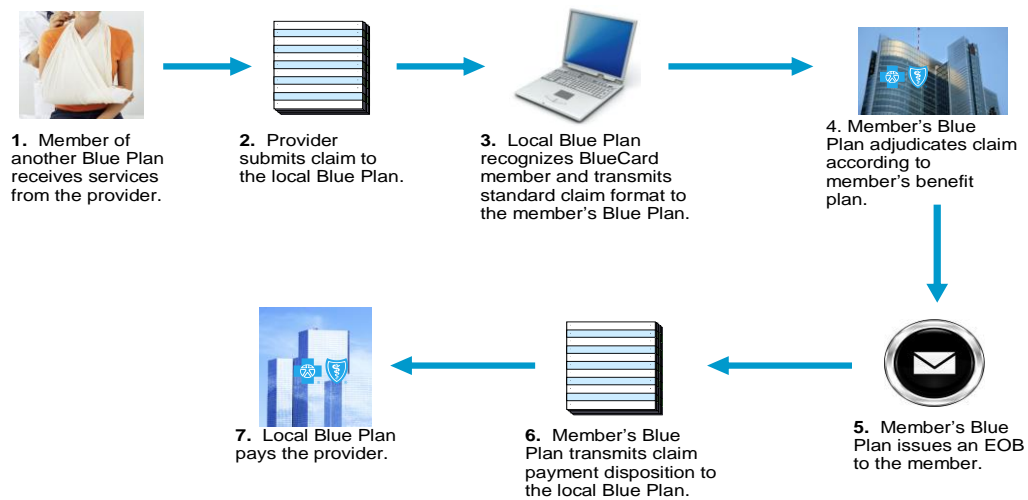 1. Member of
another Blue Plan
receives services
from the provider.
2. Provider
submits claim to
the local Blue Plan.
3. Local Blue Plan
recognizes BlueCard
member and transmits
standard claim format to
the member’s Blue Plan.
4. Member’s Blue
Plan adjudicates claim
according to
member’s benefit
plan.
5. Member’s Blue
Plan issues an EOB
to the member.
6. Member’s Blue
Plan transmits claim
payment disposition to
the local Blue Plan.
7. Local Blue Plan
pays the provider.